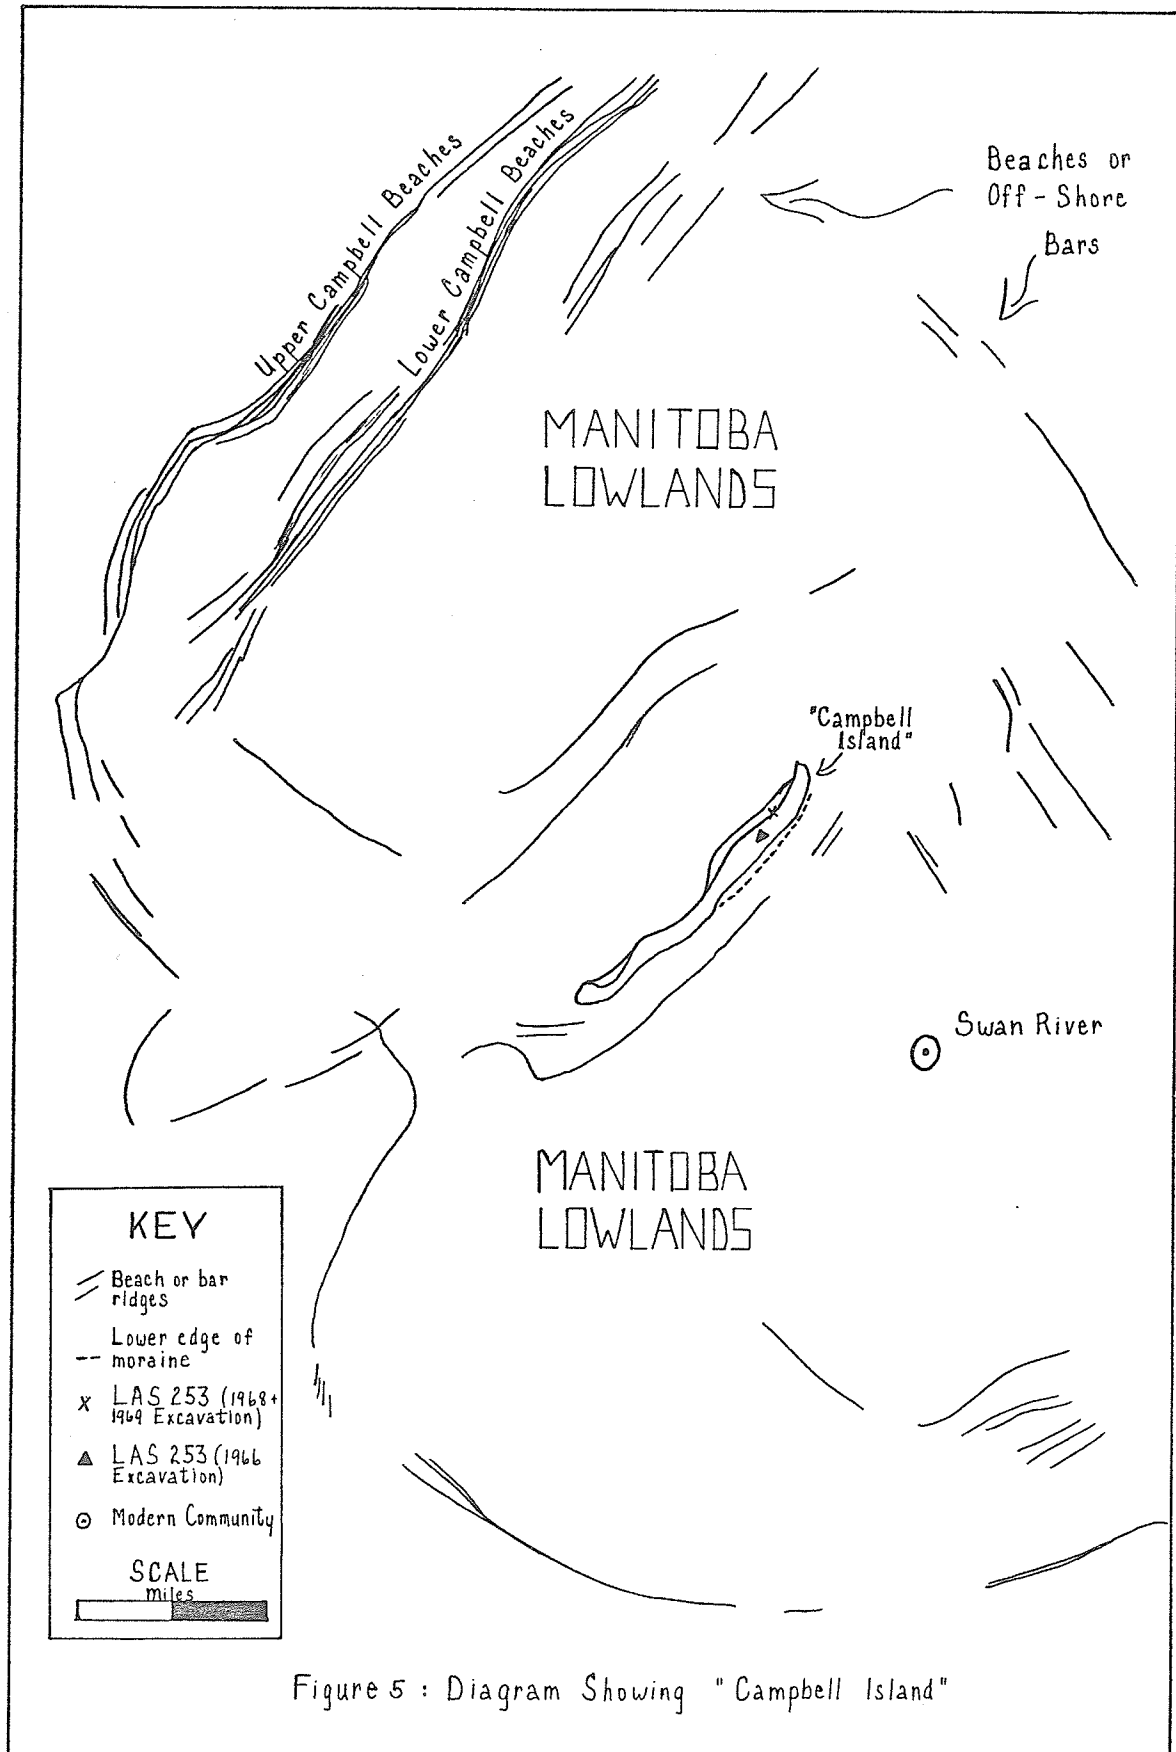 Upper Campbell Beaches
Lower Campbell Beaches
Beaches or
Off - Shore
Bars
MANITOBA
LOWLANDS
"Campbell
Island"
Swan River
MANITOBA
LOWLANDS
KEY
Beach or bar
ridges
Lower edge of
moraine
x LAS 253 (1968+
1969 Excavation)
LAS 253 (1966
Excavation)
Modern Community
SCALE
miles
Figure 5 : Diagram Showing "Campbell Island"